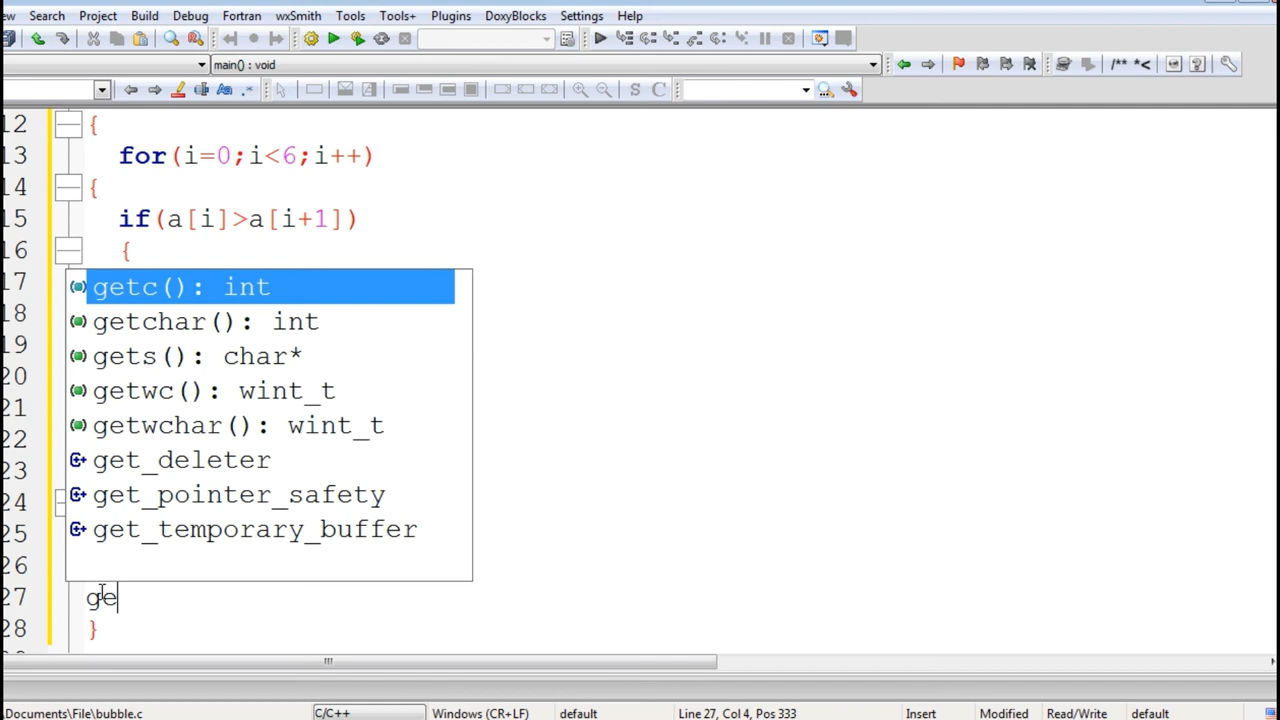 ew Search Project Build Debug Fortran wxSmith Tools Tools+ Plugins DoxyBlocks Settings Help
main() : void
/** *<
S C
12 {
13 for(i=0;i<6;i++)
14 {
15 if(a[i]>a[i+1])
16 {
17 getc(): int
18 getchar(): int
19 gets(): char*
20 getwc(): wint_t
21 getwchar(): wint_t
22 get_deleter
23 get_pointer_safety
24 get_temporary_buffer
25
26
27 ge
28 }
Documents\File\bubble.c C/C++ Windows (CR+LF) default Line 27, Col 4, Pos 333 Insert Modified Read/Write default